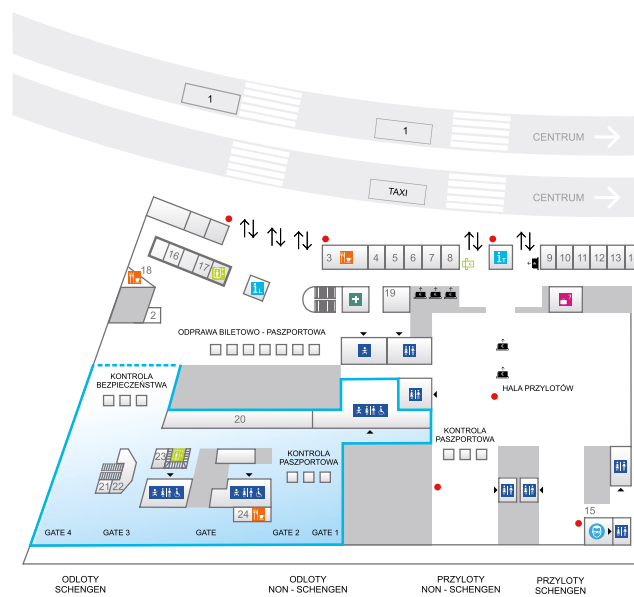 1
1
CENTRUM
TAXI
CENTRUM
3
4
5
6
7
8
9
10
11
12
13
16
17
18
2
19
ODPRAWA BILETOWO - PASZPORTOWA
KONTROLA
BEZPIECZEŃSTWA
HALA PRZYLOTÓW
20
KONTROLA
PASZPORTOWA
KONTROLA
PASZPORTOWA
23
21
22
24
15
GATE 4
GATE 3
GATE
GATE 2
GATE 1
ODLOTY
SCHENGEN
ODLOTY
NON - SCHENGEN
PRZYLOTY
NON - SCHENGEN
PRZYLOTY
SCHENGEN